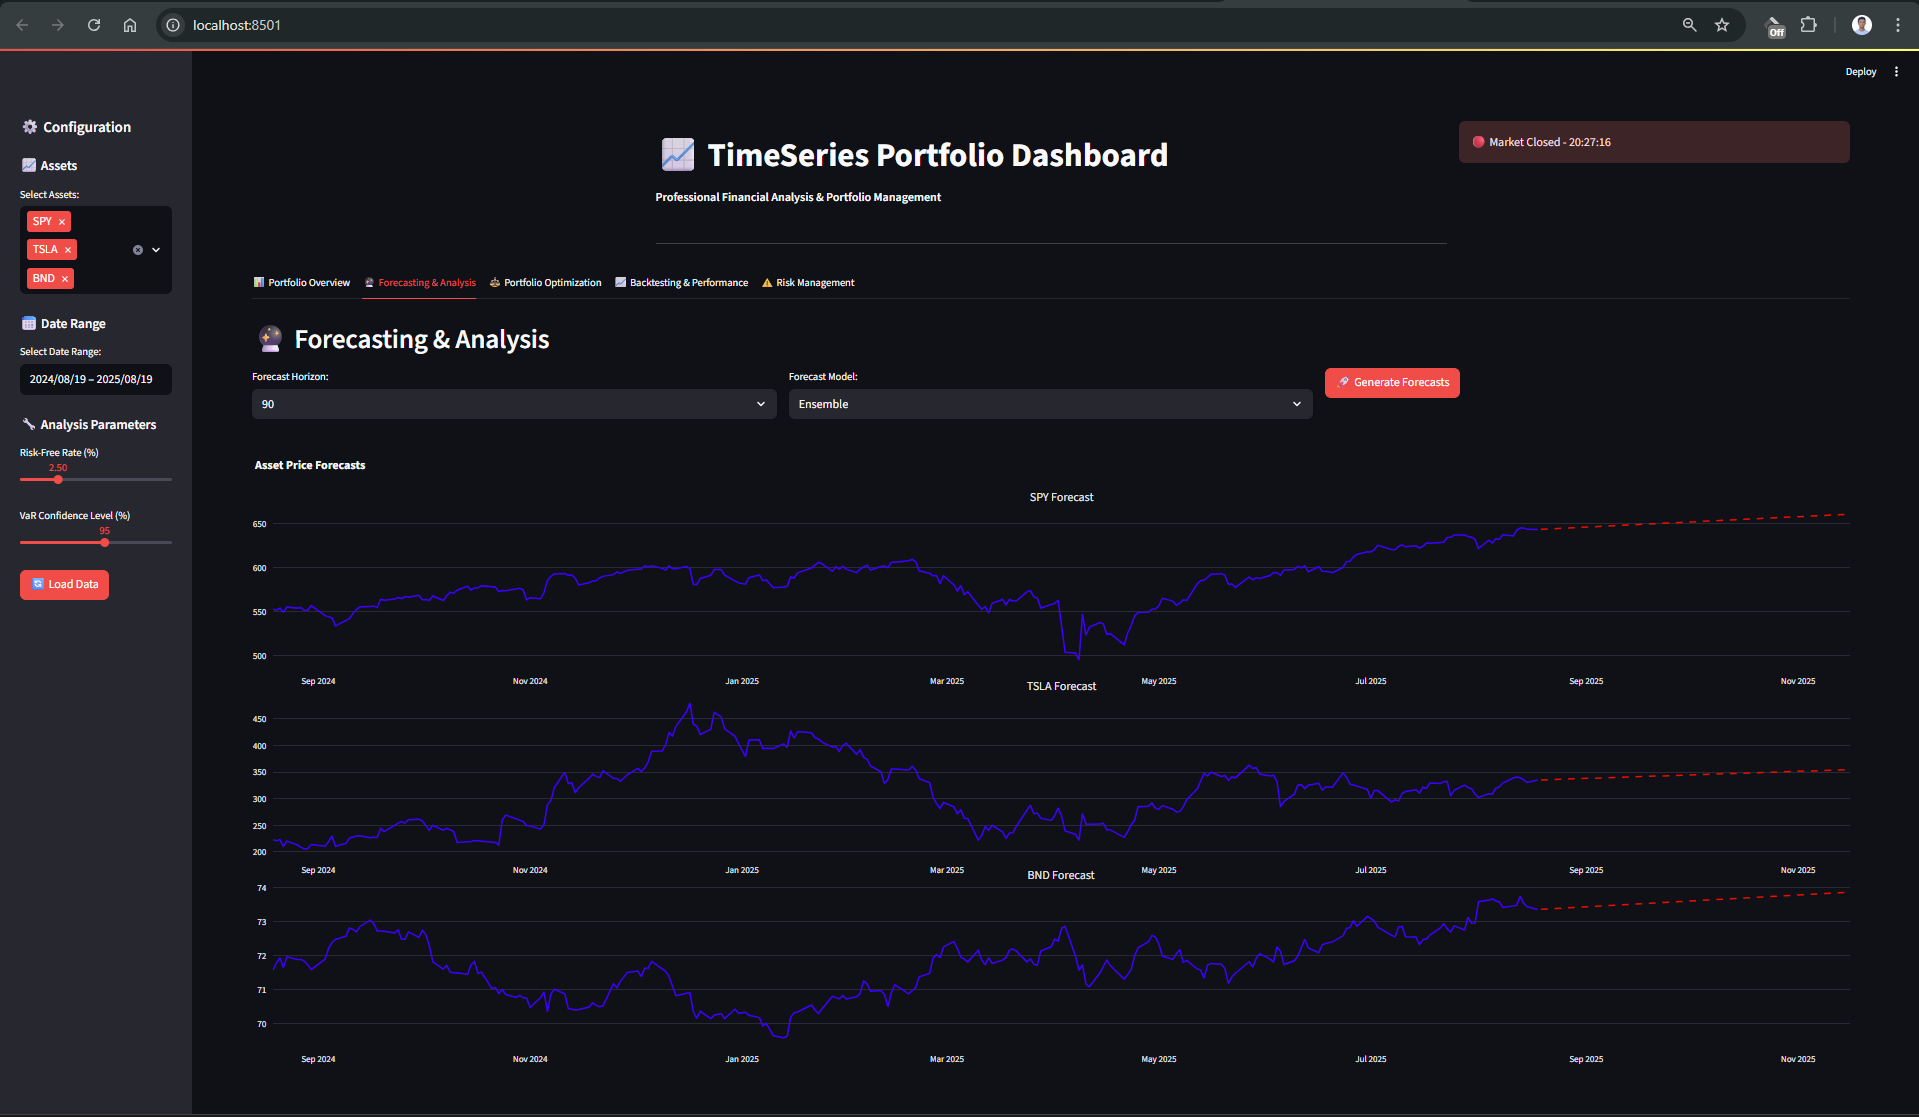 localhost:8501
Off
Deploy
Configuration
Assets
Select Assets:
SPY ×
TSLA ×
BND ×
Date Range
Select Date Range:
2024/08/19 – 2025/08/19
Analysis Parameters
Risk-Free Rate (%)
2.50
VaR Confidence Level (%)
95
Load Data
TimeSeries Portfolio Dashboard
Professional Financial Analysis & Portfolio Management
Market Closed - 20:27:16
Portfolio Overview Forecasting & Analysis Portfolio Optimization Backtesting & Performance Risk Management
Forecasting & Analysis
Forecast Horizon:
90
Forecast Model:
Ensemble
Generate Forecasts
Asset Price Forecasts
SPY Forecast
650
600
550
500
Sep 2024 Nov 2024 Jan 2025 Mar 2025 May 2025 Jul 2025 Sep 2025 Nov 2025
TSLA Forecast
450
400
350
300
250
200
Sep 2024 Nov 2024 Jan 2025 Mar 2025 May 2025 Jul 2025 Sep 2025 Nov 2025
BND Forecast
74
73
72
71
70
Sep 2024 Nov 2024 Jan 2025 Mar 2025 May 2025 Jul 2025 Sep 2025 Nov 2025